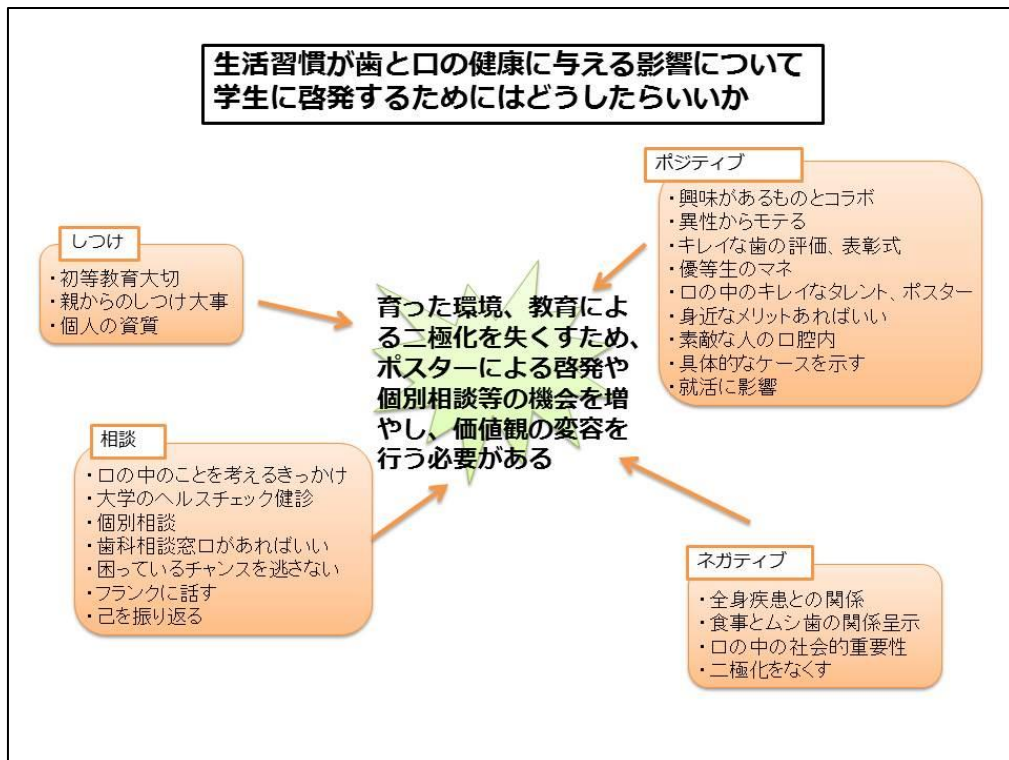 生活習慣が歯と口の健康に与える影響について
学生に啓発するためにはどうしたらいいか
しつけ
・初等教育大切
・親からのしつけ大事
・個人の資質
ポジティブ
・興味があるものとコラボ
・異性からモテる
・キレイな歯の評価、表彰式
・優等生のマネ
・口の中のキレイなタレント、ポスター
・身近なメリットあればいい
・素敵な人の口腔内
・具体的なケースを示す
・就活に影響
育った環境、教育によ
る二極化を失くすため、
ポスターによる啓発や
個別相談等の機会を増
やし、価値観の変容を
行う必要がある
相談
・口の中のことを考えるきっかけ
・大学のヘルスチェック健診
・個別相談
・歯科相談窓口があればいい
・困っているチャンスを逃さない
・フランクに話す
・己を振り返る
ネガティブ
・全身疾患との関係
・食事とムシ歯の関係呈示
・口の中の社会的重要性
・二極化をなくす